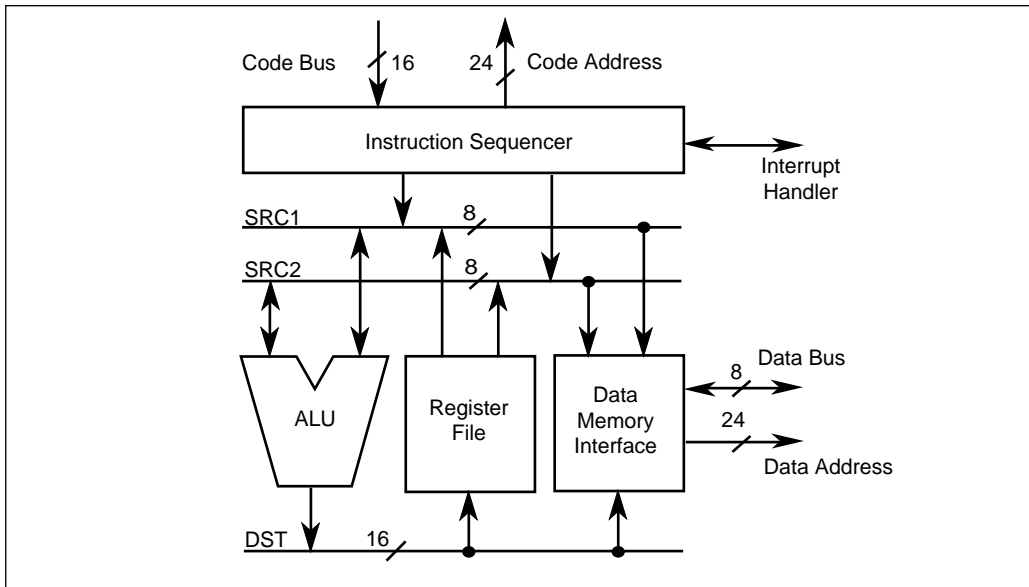 Code Bus
16
24
Code Address
Instruction Sequencer
Interrupt
Handler
SRC1
8
SRC2
8
ALU
Register
File
Data
Memory
Interface
Data Bus
8
24
Data Address
DST
16